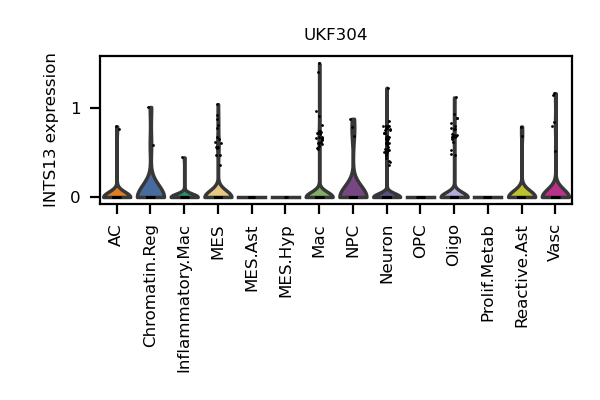 UKF304
INTS13 expression
1
0
AC
Chromatin.Reg
Inflammatory.Mac
MES
MES.Ast
MES.Hyp
Mac
NPC
Neuron
OPC
Oligo
Prolif.Metab
Reactive.Ast
Vasc